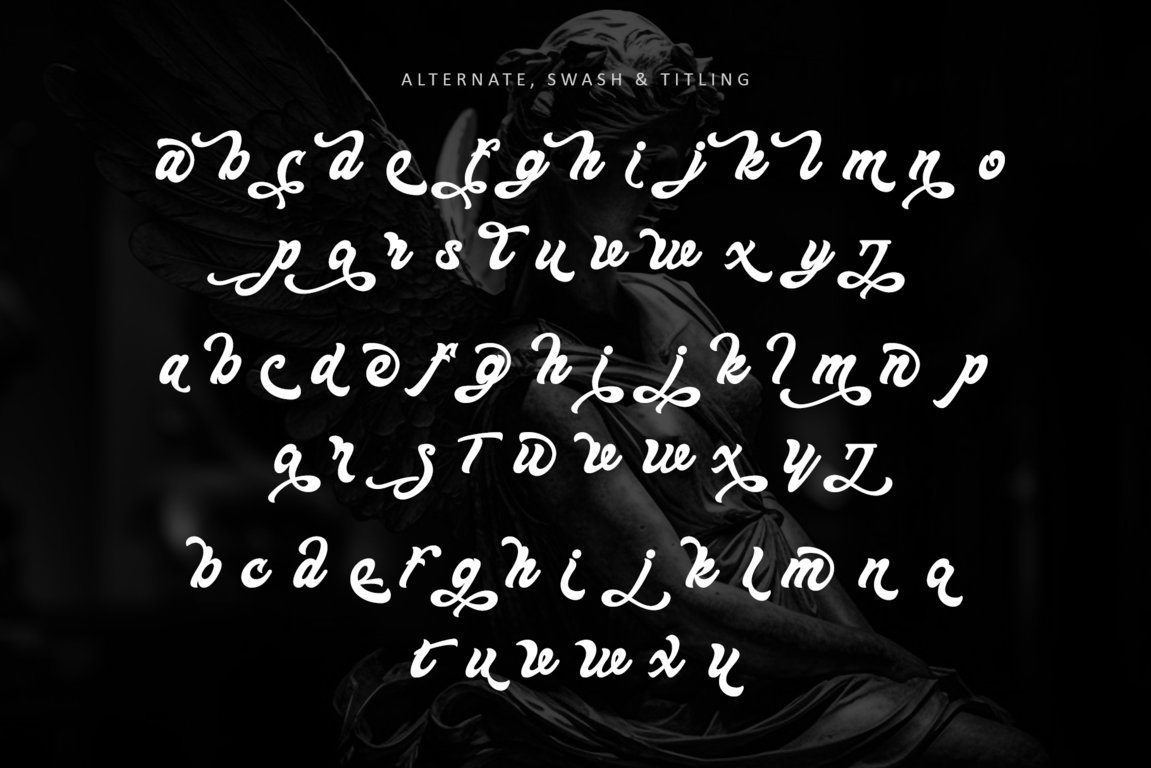 ALTERNATE, SWASH & TITLING
a b c d e f g h i j k l m n o
p q r s t u v w x y z
a b c d e f g h i j k l m n p
q r s t u v w x y z
b c d e f g h i j k l m n q
t u v w x y